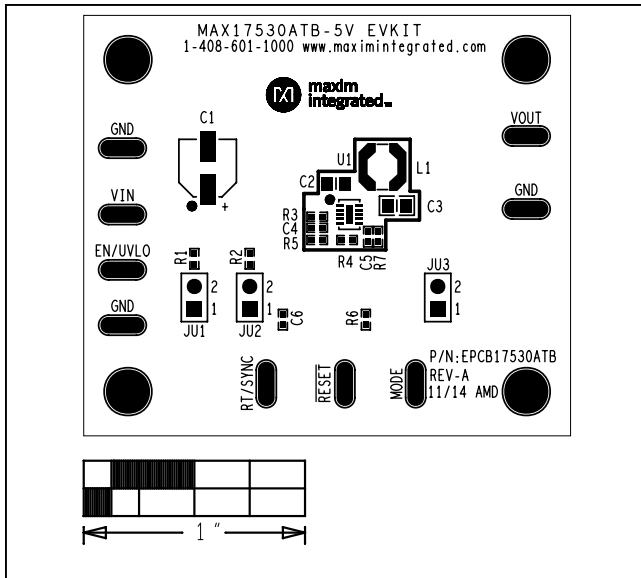 MAX17530ATB-5V EVKIT
1-408-601-1000 www.maximintegrated.com
maxim
integrated™
C1
GND
VOUT
U1
L1
C2
VIN
GND
C3
+
R3
C4
R5
R4
C5
R7
EN/UVLO
R1
R2
JU3
2
1
2
1
2
1
GND
JU1
JU2
C6
R6
RT/SYNC
RESET
MODE
P/N:EPCB17530ATB
REV-A
11/14 AMD
1 "